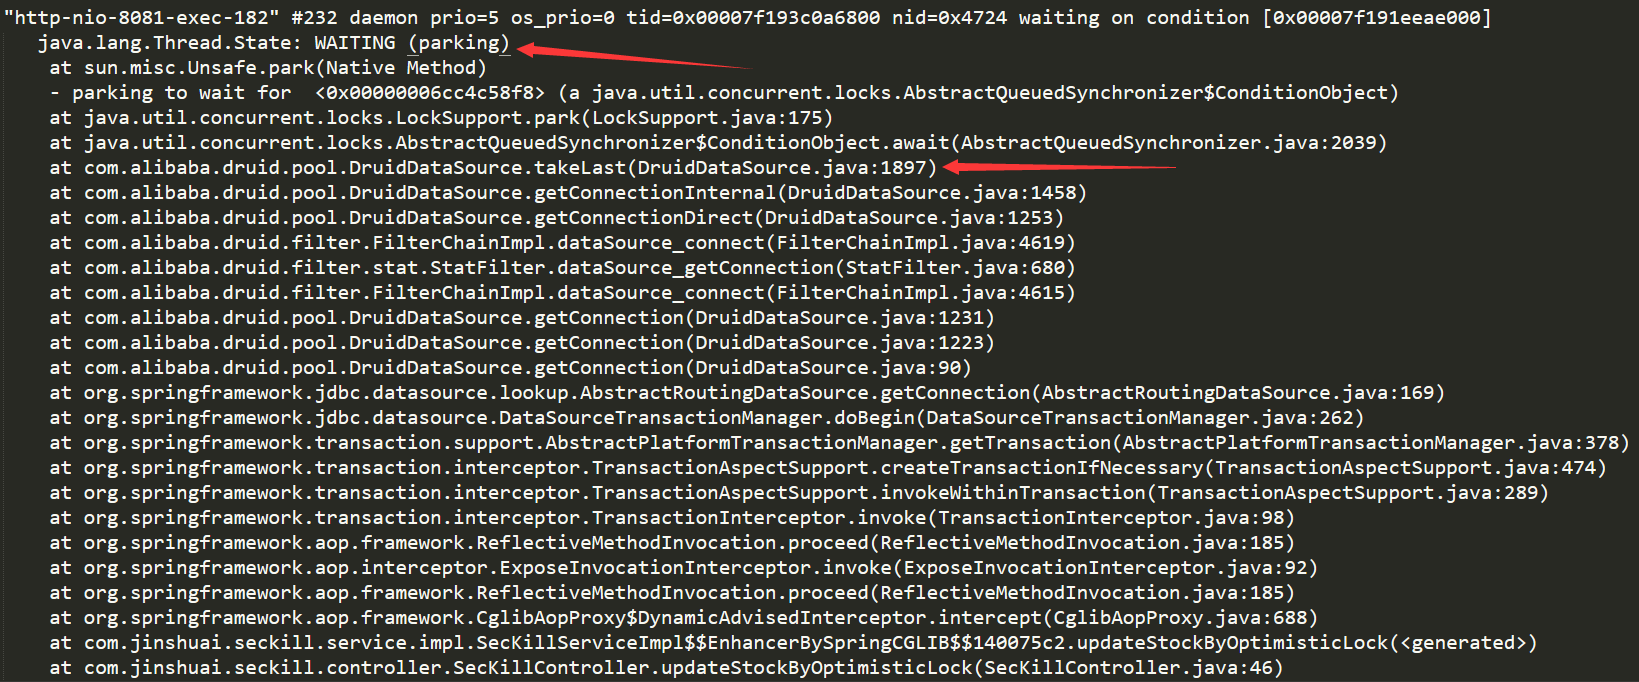 "http-nio-8081-exec-182" #232 daemon prio=5 os_prio=0 tid=0x00007f193c0a6800 nid=0x4724 waiting on condition [0x00007f191eeae000]
java.lang.Thread.State: WAITING (parking)
at sun.misc.Unsafe.park(Native Method)
- parking to wait for  <0x00000006cc4c58f8> (a java.util.concurrent.locks.AbstractQueuedSynchronizer$ConditionObject)
at java.util.concurrent.locks.LockSupport.park(LockSupport.java:175)
at java.util.concurrent.locks.AbstractQueuedSynchronizer$ConditionObject.await(AbstractQueuedSynchronizer.java:2039)
at com.alibaba.druid.pool.DruidDataSource.takeLast(DruidDataSource.java:1897)
at com.alibaba.druid.pool.DruidDataSource.getConnectionInternal(DruidDataSource.java:1458)
at com.alibaba.druid.pool.DruidDataSource.getConnectionDirect(DruidDataSource.java:1253)
at com.alibaba.druid.filter.FilterChainImpl.dataSource_connect(FilterChainImpl.java:4619)
at com.alibaba.druid.filter.stat.StatFilter.dataSource_getConnection(StatFilter.java:680)
at com.alibaba.druid.filter.FilterChainImpl.dataSource_connect(FilterChainImpl.java:4615)
at com.alibaba.druid.pool.DruidDataSource.getConnection(DruidDataSource.java:1231)
at com.alibaba.druid.pool.DruidDataSource.getConnection(DruidDataSource.java:1223)
at com.alibaba.druid.pool.DruidDataSource.getConnection(DruidDataSource.java:90)
at org.springframework.jdbc.datasource.lookup.AbstractRoutingDataSource.getConnection(AbstractRoutingDataSource.java:169)
at org.springframework.jdbc.datasource.DataSourceTransactionManager.doBegin(DataSourceTransactionManager.java:262)
at org.springframework.transaction.support.AbstractPlatformTransactionManager.getTransaction(AbstractPlatformTransactionManager.java:378)
at org.springframework.transaction.interceptor.TransactionAspectSupport.createTransactionIfNecessary(TransactionAspectSupport.java:474)
at org.springframework.transaction.interceptor.TransactionAspectSupport.invokeWithinTransaction(TransactionAspectSupport.java:289)
at org.springframework.transaction.interceptor.TransactionInterceptor.invoke(TransactionInterceptor.java:98)
at org.springframework.aop.framework.ReflectiveMethodInvocation.proceed(ReflectiveMethodInvocation.java:185)
at org.springframework.aop.interceptor.ExposeInvocationInterceptor.invoke(ExposeInvocationInterceptor.java:92)
at org.springframework.aop.framework.ReflectiveMethodInvocation.proceed(ReflectiveMethodInvocation.java:185)
at org.springframework.aop.framework.CglibAopProxy$DynamicAdvisedInterceptor.intercept(CglibAopProxy.java:688)
at com.jinshuai.seckill.service.impl.SecKillServiceImpl$$EnhancerBySpringCGLIB$$140075c2.updateStockByOptimisticLock(<generated>)
at com.jinshuai.seckill.controller.SecKillController.updateStockByOptimisticLock(SecKillController.java:46)